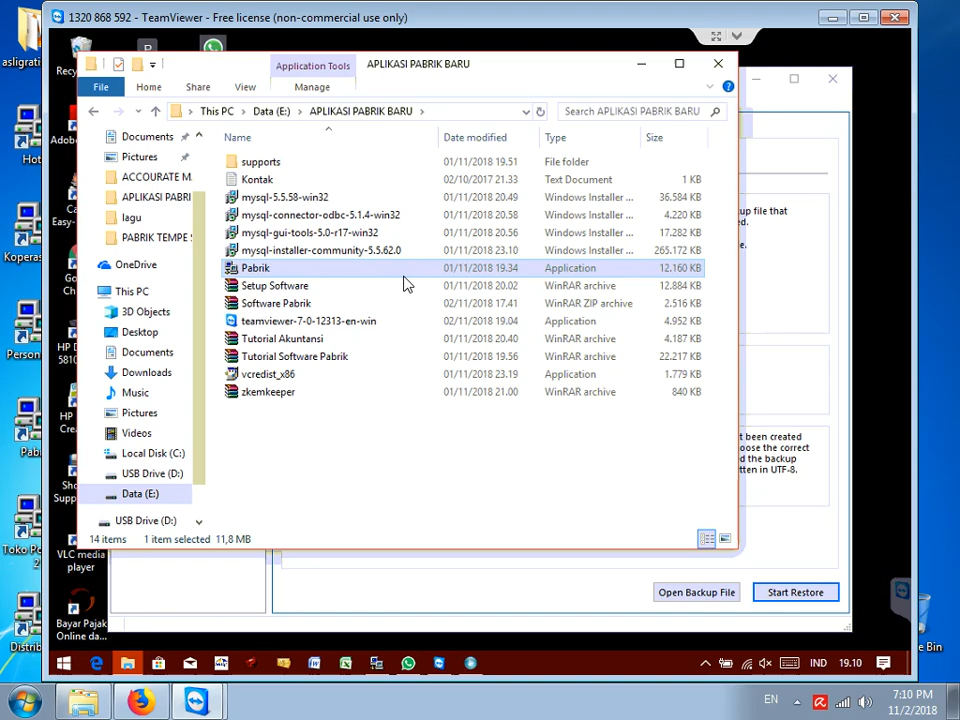 1320 868 592 - TeamViewer - Free license (non-commercial use only)
asligrati
Application Tools
APLIKASI PABRIK BARU
File
Home
Share
View
Manage
This PC
Data (E:)
APLIKASI PABRIK BARU
Search APLIKASI PABRIK BARU
Documents
Pictures
ACCOURATE M.
APLIKASI PABRI
lagu
PABRIK TEMPE S
OneDrive
This PC
3D Objects
Desktop
Documents
Downloads
Music
Pictures
Videos
Local Disk (C:)
USB Drive (D:)
Data (E:)
USB Drive (D:)
Name
Date modified
Type
Size
supports 01/11/2018 19.51 File folder
Kontak 02/10/2017 21.33 Text Document 1 KB
mysql-5.5.58-win32 01/11/2018 20.49 Windows Installer ... 36.584 KB
mysql-connector-odbc-5.1.4-win32 01/11/2018 20.58 Windows Installer ... 4.220 KB
mysql-gui-tools-5.0-r17-win32 01/11/2018 20.56 Windows Installer ... 17.282 KB
mysql-installer-community-5.5.62.0 01/11/2018 23.10 Windows Installer ... 265.172 KB
Pabrik 01/11/2018 19.34 Application 12.160 KB
Setup Software 01/11/2018 20.02 WinRAR archive 12.884 KB
Software Pabrik 02/11/2018 17.41 WinRAR ZIP archive 2.516 KB
teamviewer-7-0-12313-en-win 02/11/2018 19.04 Application 4.952 KB
Tutorial Akuntansi 01/11/2018 20.40 WinRAR archive 4.187 KB
Tutorial Software Pabrik 01/11/2018 19.56 WinRAR archive 22.217 KB
vcredist_x86 01/11/2018 23.19 Application 1.779 KB
zkemkeeper 01/11/2018 21.00 WinRAR archive 840 KB
14 items
1 item selected 11,8 MB
up file that
d.
t been created
oose the correct
d the backup
tten in UTF-8.
Open Backup File
Start Restore
VLC media
player
Bayar Pajak
Online da...
Hot
Koperas
Person
Pab
Toko Po
2
Distrib
Recyc
Adob
Easy-
Go
HP D
5810
HP
Crea
Sho
Suppo
e Bin
IND
19.10
EN
7:10 PM
11/2/2018